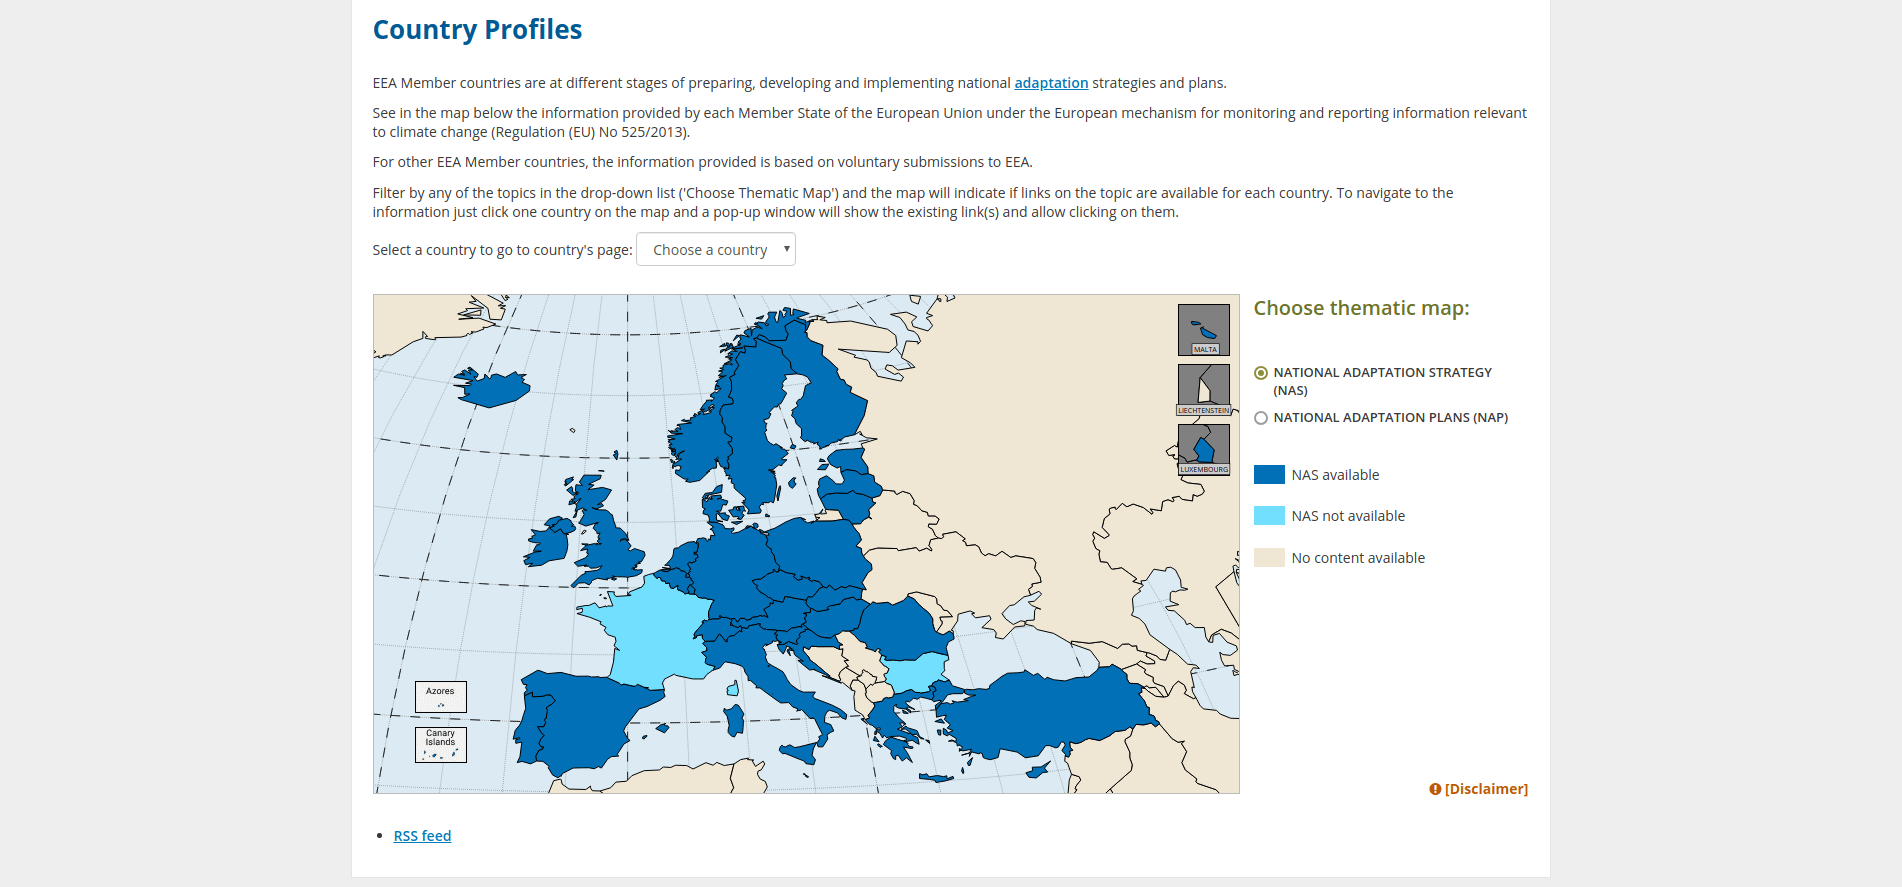 Country Profiles
EEA Member countries are at different stages of preparing, developing and implementing national adaptation strategies and plans.
See in the map below the information provided by each Member State of the European Union under the European mechanism for monitoring and reporting information relevant
to climate change (Regulation (EU) No 525/2013).
For other EEA Member countries, the information provided is based on voluntary submissions to EEA.
Filter by any of the topics in the drop-down list ('Choose Thematic Map') and the map will indicate if links on the topic are available for each country. To navigate to the
information just click one country on the map and a pop-up window will show the existing link(s) and allow clicking on them.
Select a country to go to country's page: Choose a country
Choose thematic map:
NATIONAL ADAPTATION STRATEGY
(NAS)
NATIONAL ADAPTATION PLANS (NAP)
NAS available
NAS not available
No content available
MALTA
LIECHTENSTEIN
LUXEMBOURG
Azores
Canary
Islands
[Disclaimer]
RSS feed